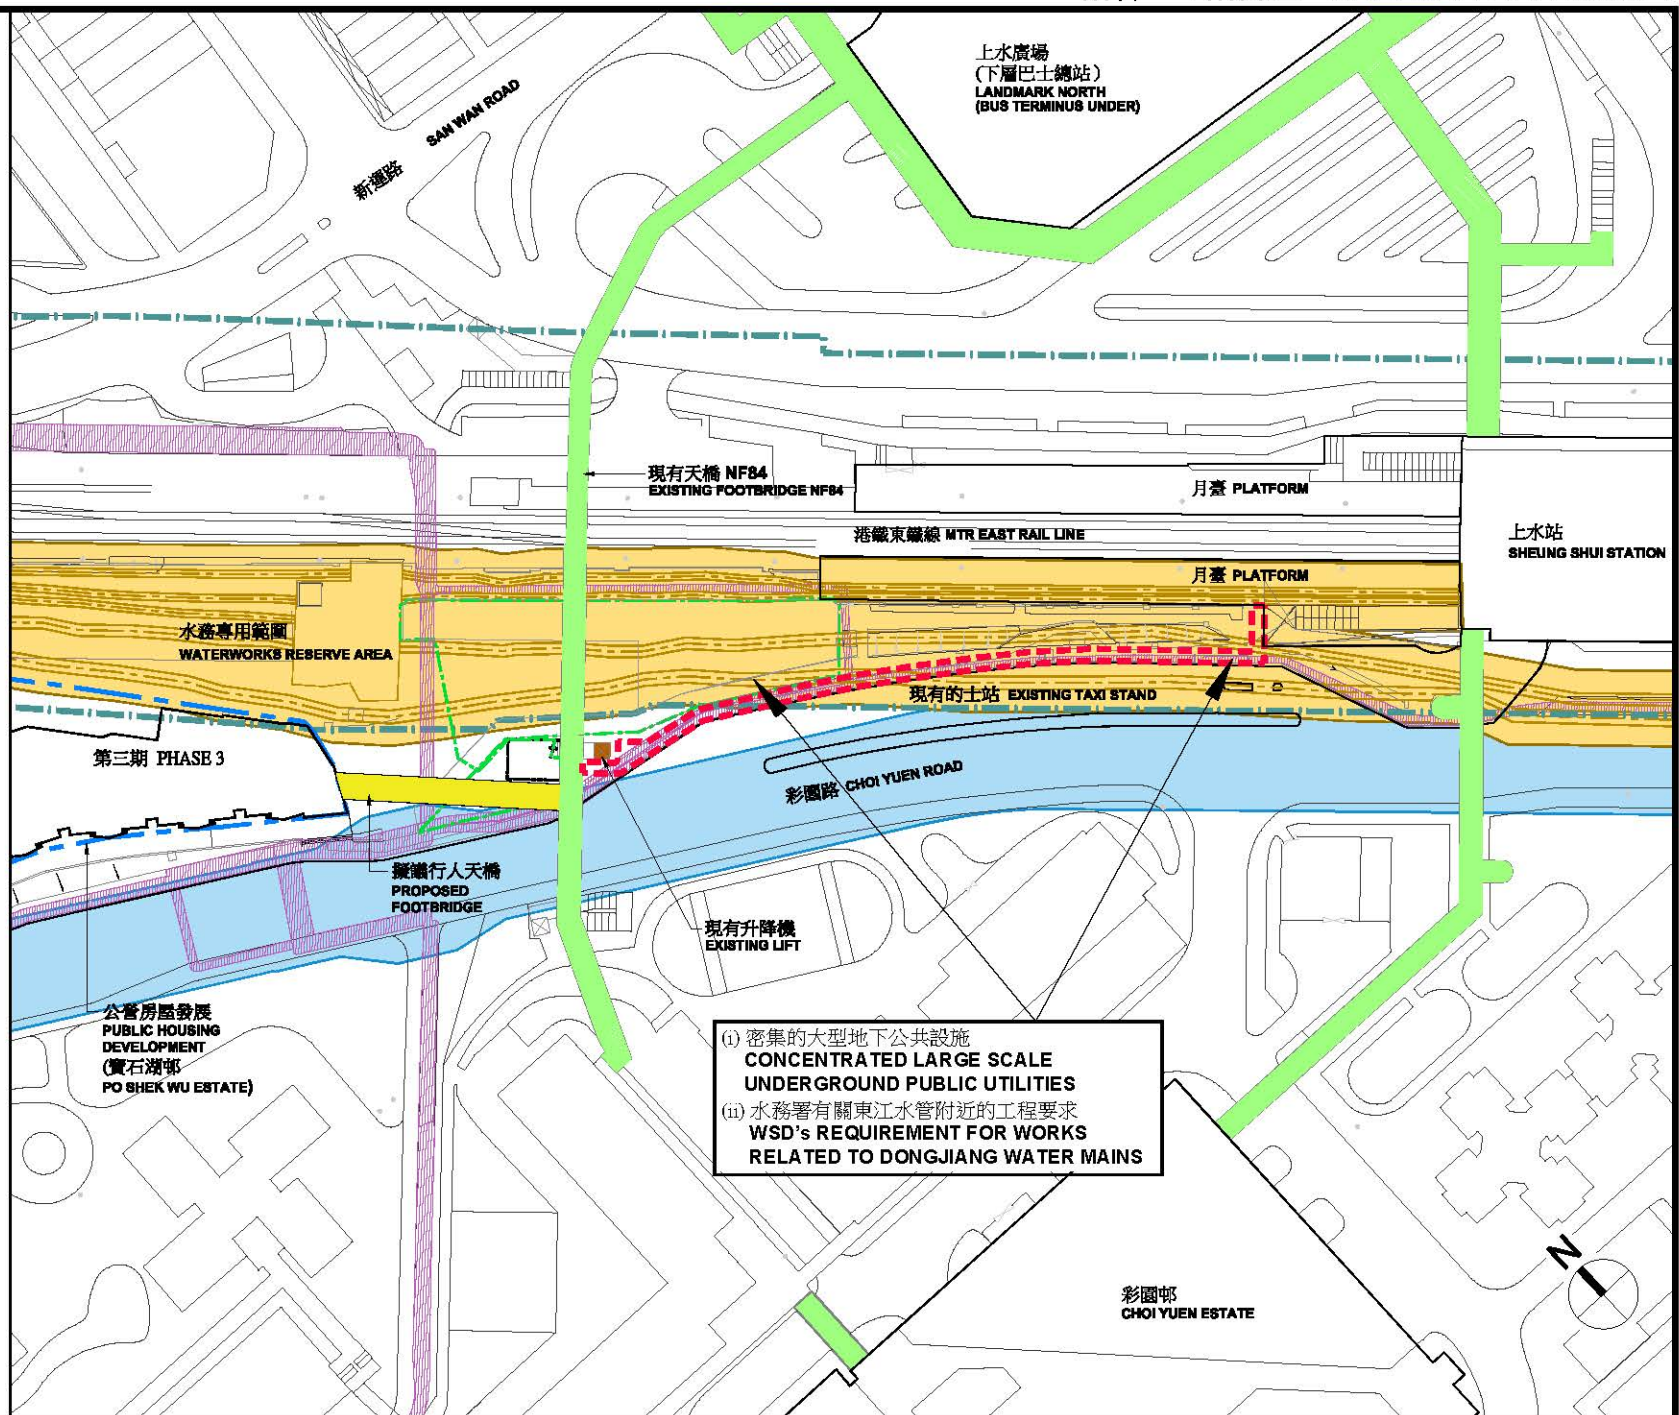 上水廣場
(下層巴士總站)
LANDMARK NORTH
(BUS TERMINUS UNDER)
SAN WAN ROAD
新運路
現有天橋 NF84
EXISTING FOOTBRIDGE NF84
月臺 PLATFORM
港鐵東鐵線 MTR EAST RAIL LINE
上水站
SHEUNG SHUI STATION
月臺 PLATFORM
水務專用範圍
WATERWORKS RESERVE AREA
現有的士站 EXISTING TAXI STAND
第三期 PHASE 3
彩園路 CHOI YUEN ROAD
擬議行人天橋
PROPOSED
FOOTBRIDGE
現有升降機
EXISTING LIFT
公營房屋發展
PUBLIC HOUSING
DEVELOPMENT
(寶石湖邨
PO SHEK WU ESTATE)
(i) 密集的大型地下公共設施
CONCENTRATED LARGE SCALE
UNDERGROUND PUBLIC UTILITIES
(ii) 水務署有關東江水管附近的工程要求
WSD's REQUIREMENT FOR WORKS
RELATED TO DONGJIANG WATER MAINS
N
彩園邨
CHOI YUEN ESTATE